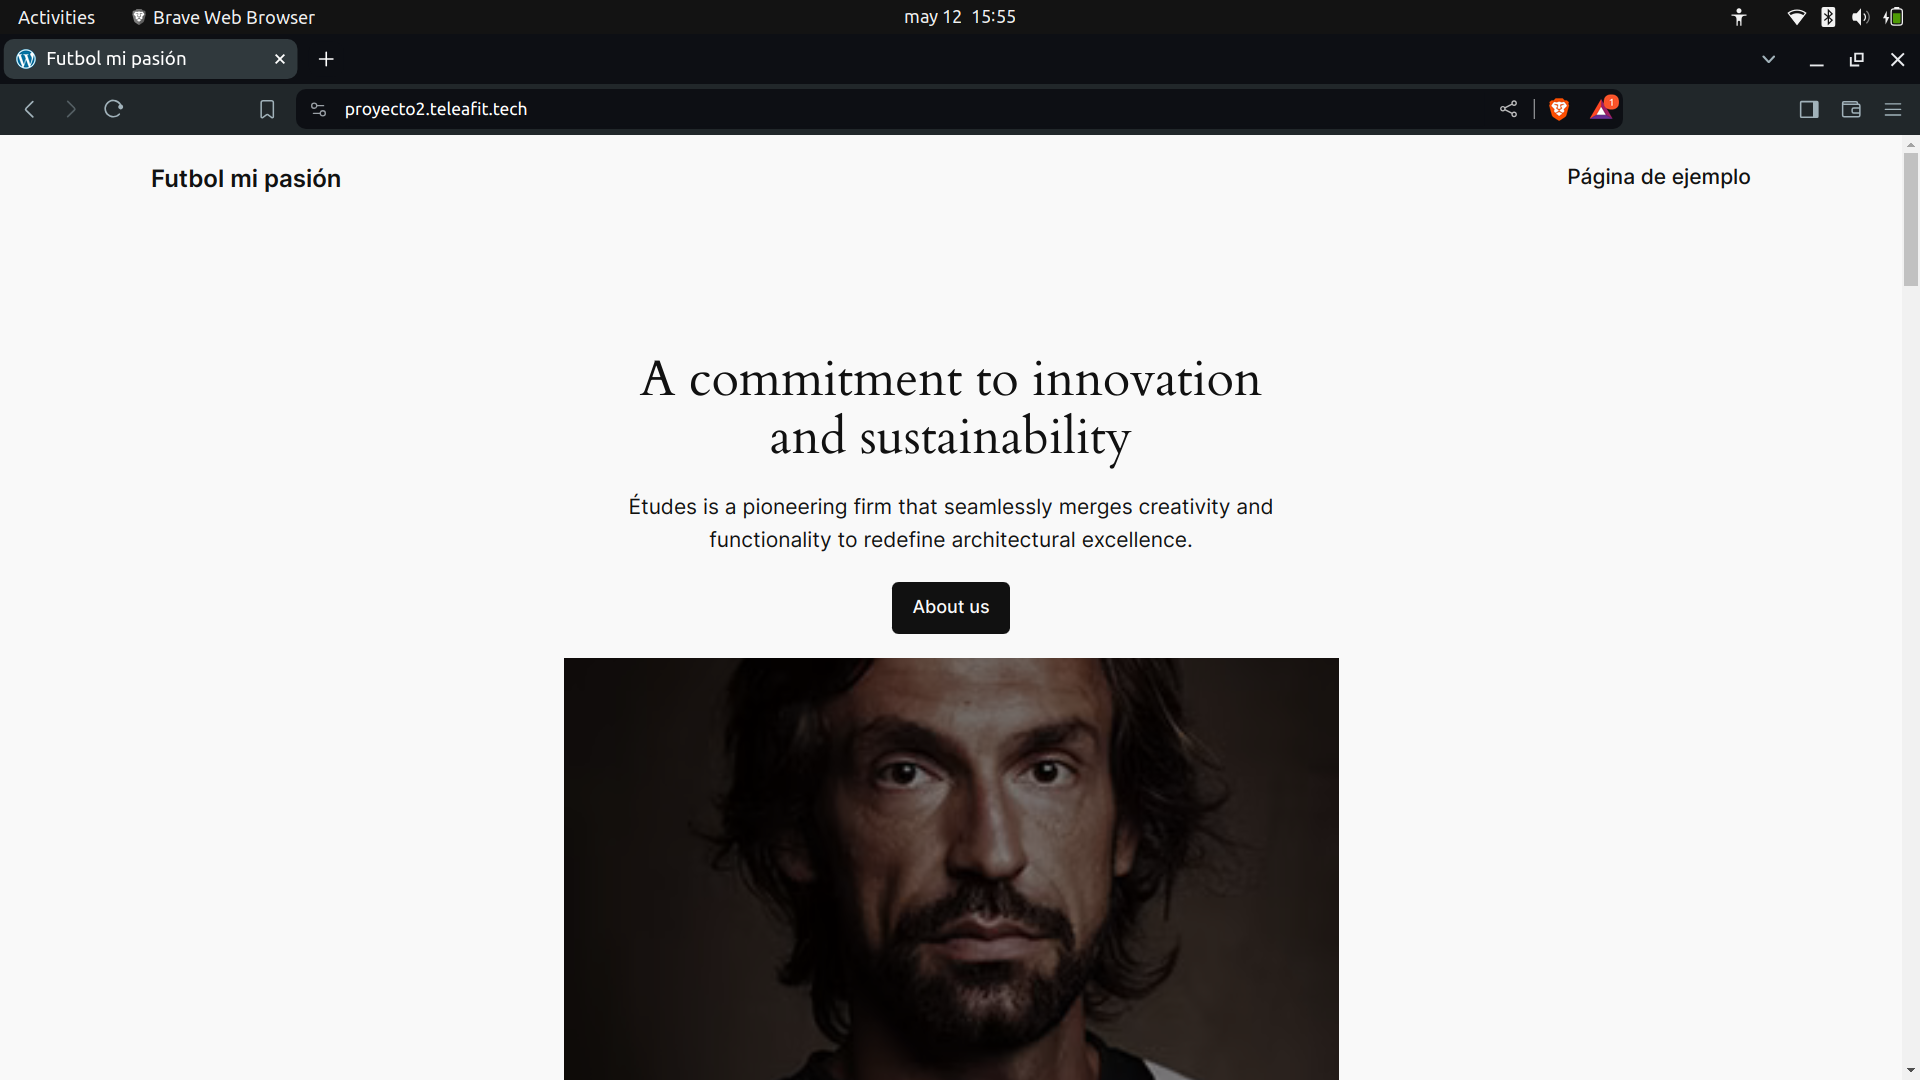 Activities
Brave Web Browser
may 12 15:55
Futbol mi pasión
proyecto2.teleafit.tech
1
Futbol mi pasión
Página de ejemplo
A commitment to innovation
and sustainability
Études is a pioneering firm that seamlessly merges creativity and
functionality to redefine architectural excellence.
About us